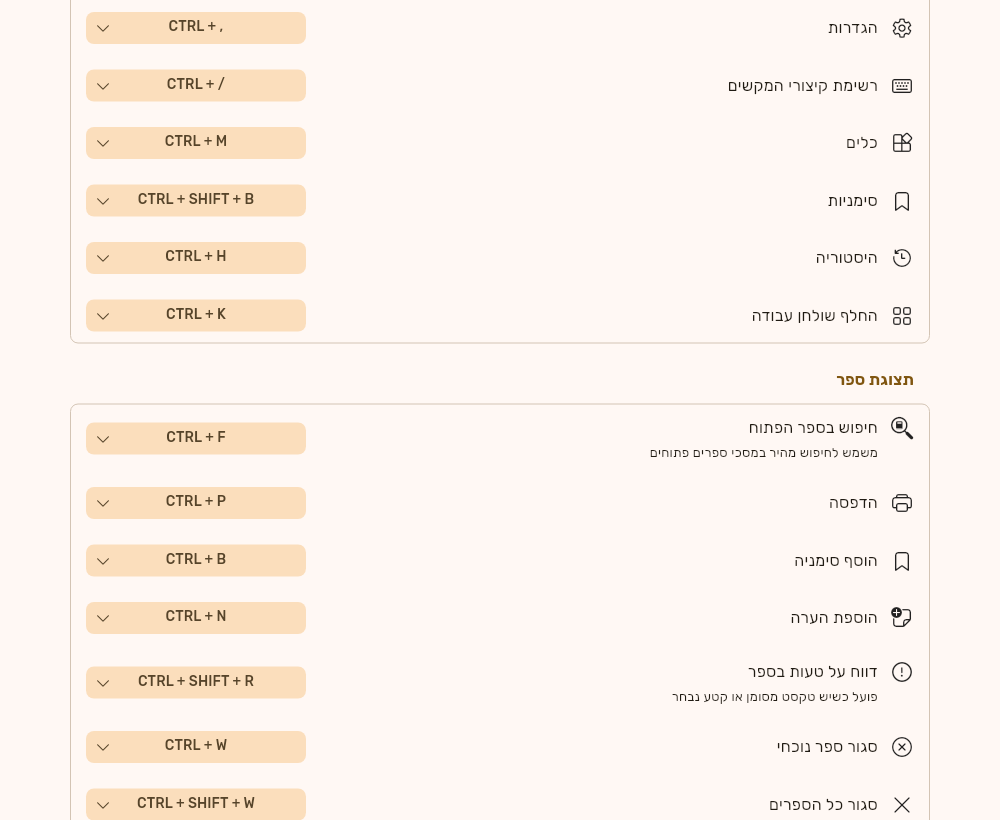 הגדרות
CTRL + ,
רשימת קיצורי המקשים
CTRL + /
כלים
CTRL + M
סימניות
CTRL + SHIFT + B
היסטוריה
CTRL + H
החלף שולחן עבודה
CTRL + K
תצוגת ספר
חיפוש בספר הפתוח
משמש לחיפוש מהיר במסכי ספרים פתוחים
CTRL + F
הדפסה
CTRL + P
הוסף סימניה
CTRL + B
הוספת הערה
CTRL + N
דווח על טעות בספר
פועל כשיש טקסט מסומן או קטע נבחר
CTRL + SHIFT + R
סגור ספר נוכחי
CTRL + W
סגור כל הספרים
CTRL + SHIFT + W